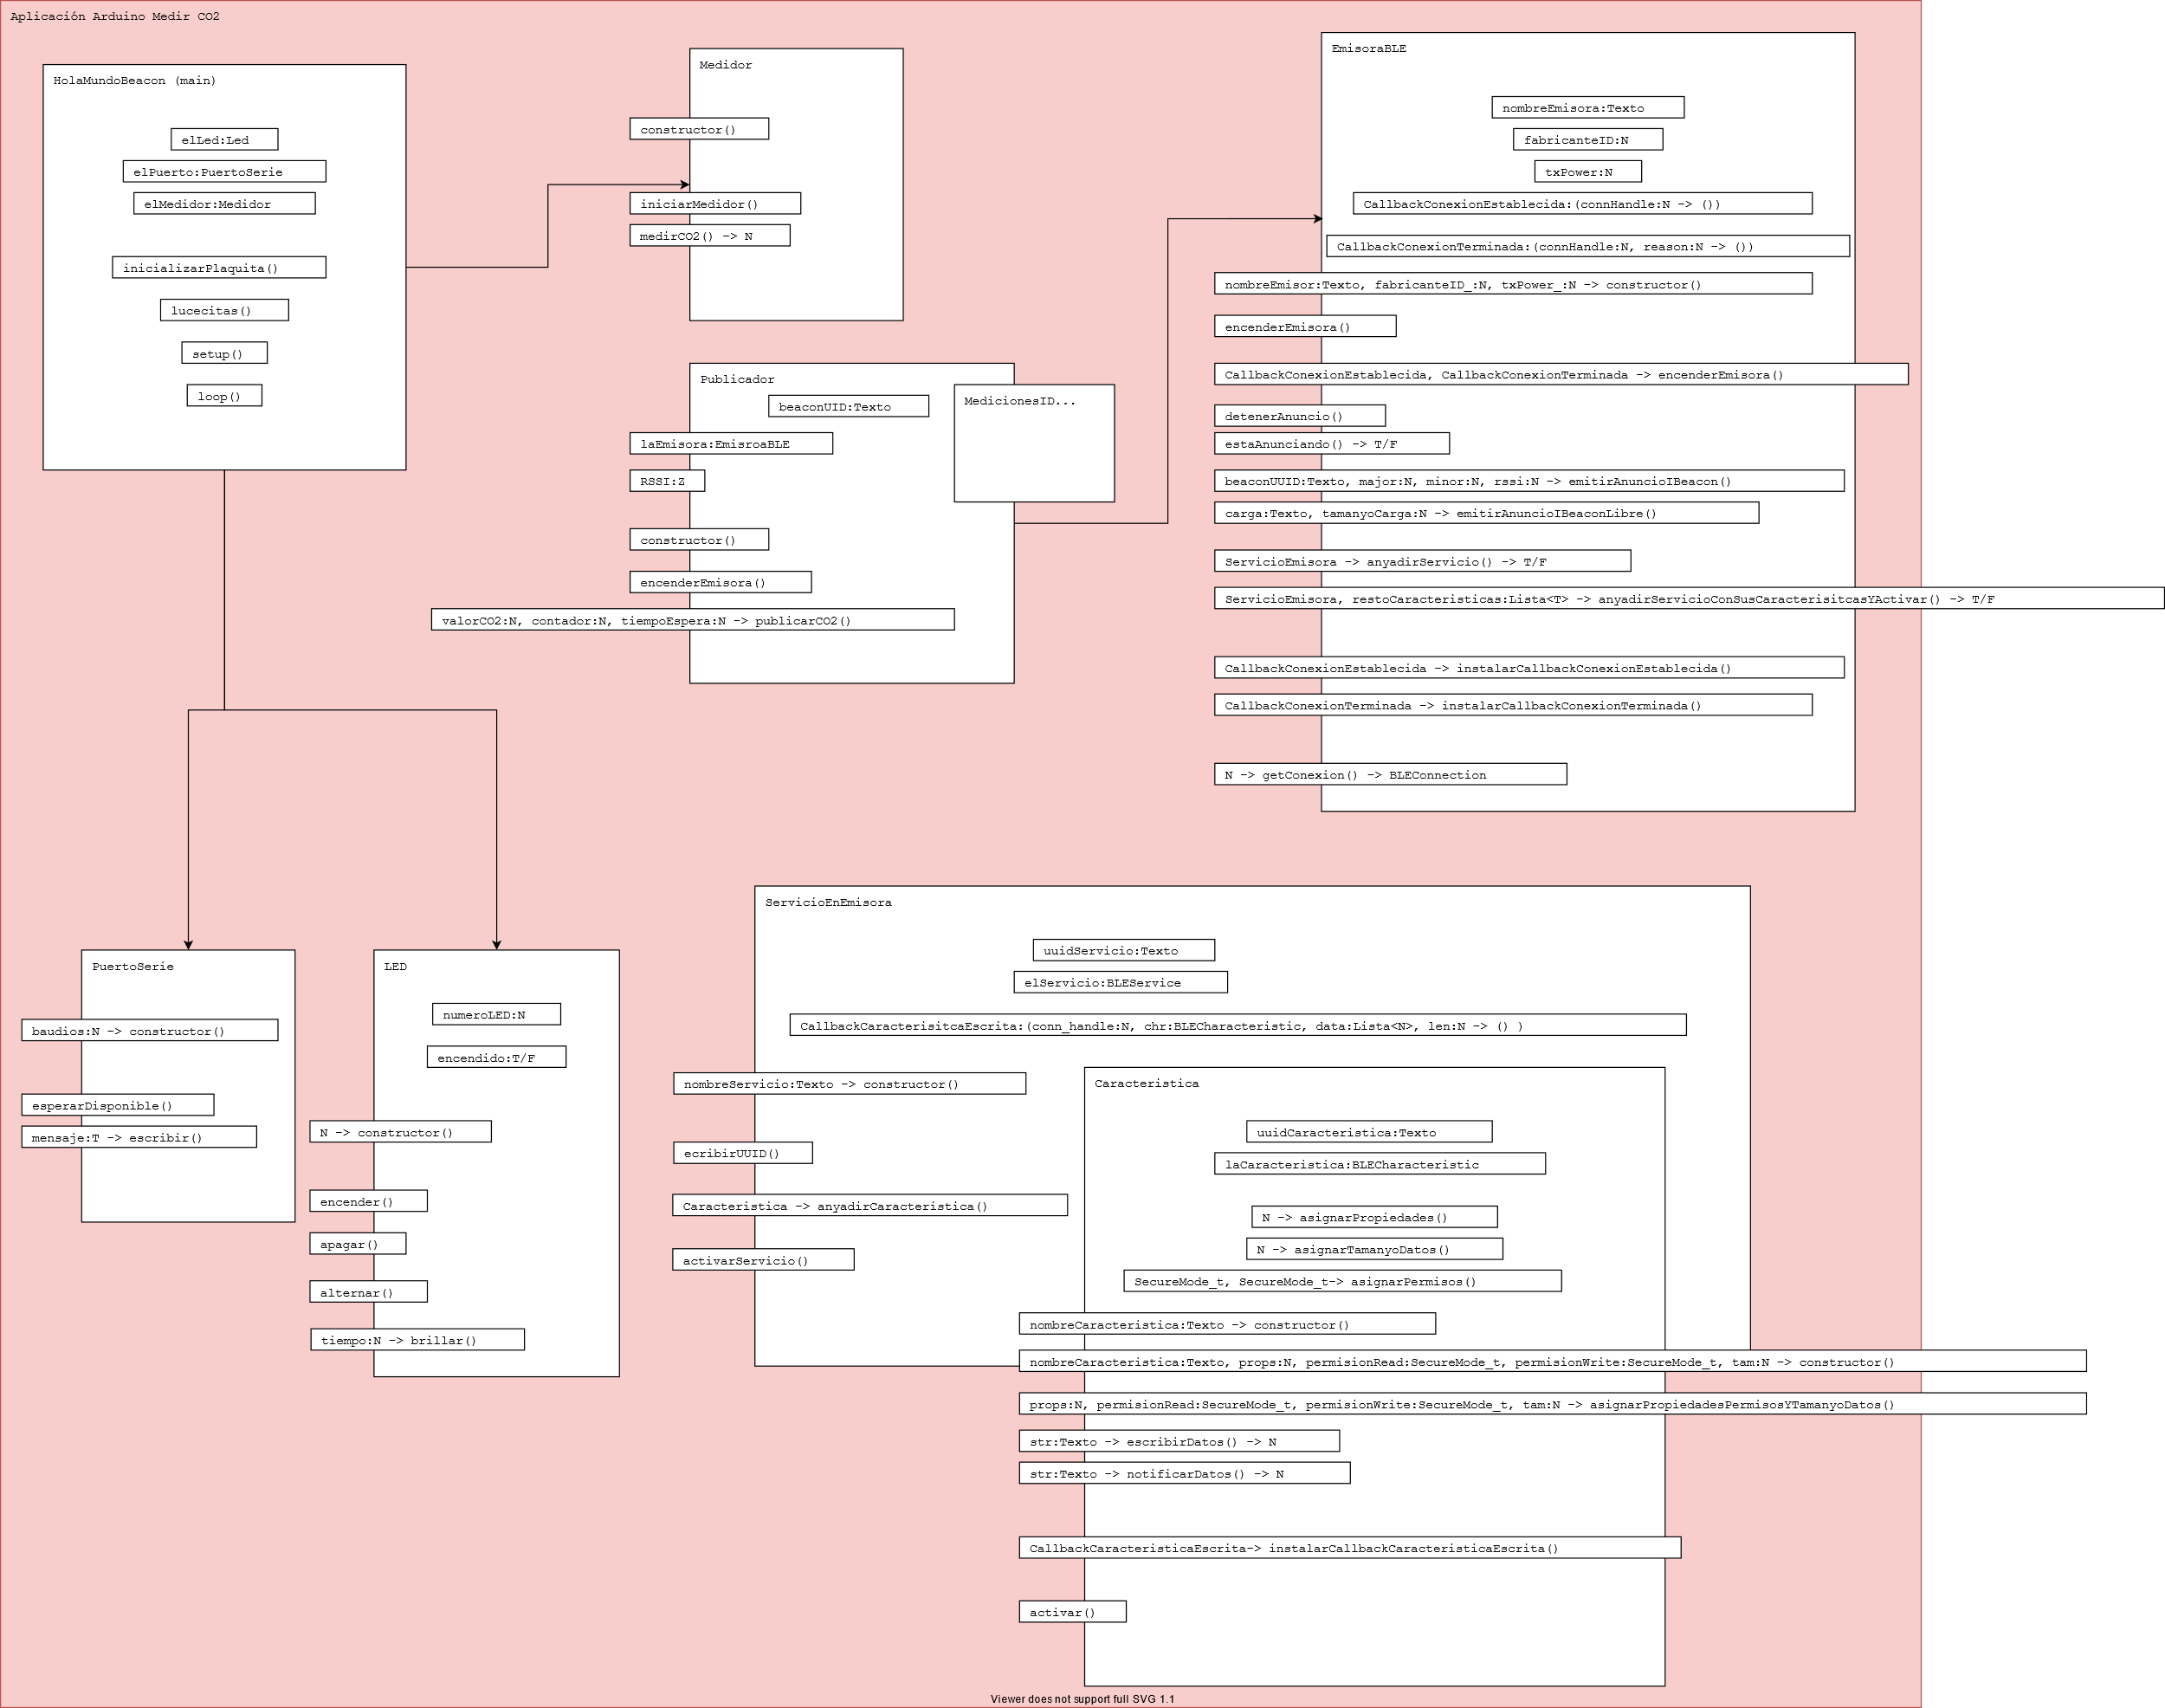 Aplicación Arduino Medir CO2
HolaMundoBeacon (main)
elLed:Led
elPuerto:PuertoSerie
elMedidor:Medidor
inicializarPlaquita()
lucecitas()
setup()
loop()
Medidor
constructor()
iniciarMedidor()
medirCO2() -> N
Publicador
beaconUID:Texto
laEmisora:EmisroaBLE
RSSI:Z
MedicionesID...
constructor()
encenderEmisora()
valorCO2:N, contador:N, tiempoEspera:N -> publicarCO2()
EmisoraBLE
nombreEmisora:Texto
fabricanteID:N
txPower:N
CallbackConexionEstablecida:(connHandle:N -> ())
CallbackConexionTerminada:(connHandle:N, reason:N -> ())
nombreEmisor:Texto, fabricanteID_:N, txPower_:N -> constructor()
encenderEmisora()
CallbackConexionEstablecida, CallbackConexionTerminada -> encenderEmisora()
detenerAnuncio()
estaAnunciando() -> T/F
beaconUUID:Texto, major:N, minor:N, rssi:N -> emitirAnuncioIBeacon()
carga:Texto, tamanyoCarga:N -> emitirAnuncioIBeaconLibre()
ServicioEmisora -> anyadirServicio() -> T/F
ServicioEmisora, restoCaracteristicas:Lista<T> -> anyadirServicioConSusCaracterisitcasYActivar() -> T/F
CallbackConexionEstablecida -> instalarCallbackConexionEstablecida()
CallbackConexionTerminada -> instalarCallbackConexionTerminada()
N -> getConexion() -> BLEConnection
PuertoSerie
baudios:N -> constructor()
esperarDisponible()
mensaje:T -> escribir()
LED
numeroLED:N
encendido:T/F
N -> constructor()
encender()
apagar()
alternar()
tiempo:N -> brillar()
ServicioEnEmisora
uuidServicio:Texto
elServicio:BLEService
CallbackCaracterisitcaEscrita:(conn_handle:N, chr:BLECharacteristic, data:Lista<N>, len:N -> () )
nombreServicio:Texto -> constructor()
ecribirUUID()
Caracteristica -> anyadirCaracteristica()
activarServicio()
Caracteristica
uuidCaracteristica:Texto
laCaracteristica:BLECharacteristic
N -> asignarPropiedades()
N -> asignarTamanyoDatos()
SecureMode_t, SecureMode_t-> asignarPermisos()
nombreCaracteristica:Texto -> constructor()
nombreCaracteristica:Texto, props:N, permisionRead:SecureMode_t, permisionWrite:SecureMode_t, tam:N -> constructor()
props:N, permisionRead:SecureMode_t, permisionWrite:SecureMode_t, tam:N -> asignarPropiedadesPermisosYTamanyoDatos()
str:Texto -> escribirDatos() -> N
str:Texto -> notificarDatos() -> N
CallbackCaracteristicaEscrita-> instalarCallbackCaracteristicaEscrita()
activar()
Viewer does not support full SVG 1.1